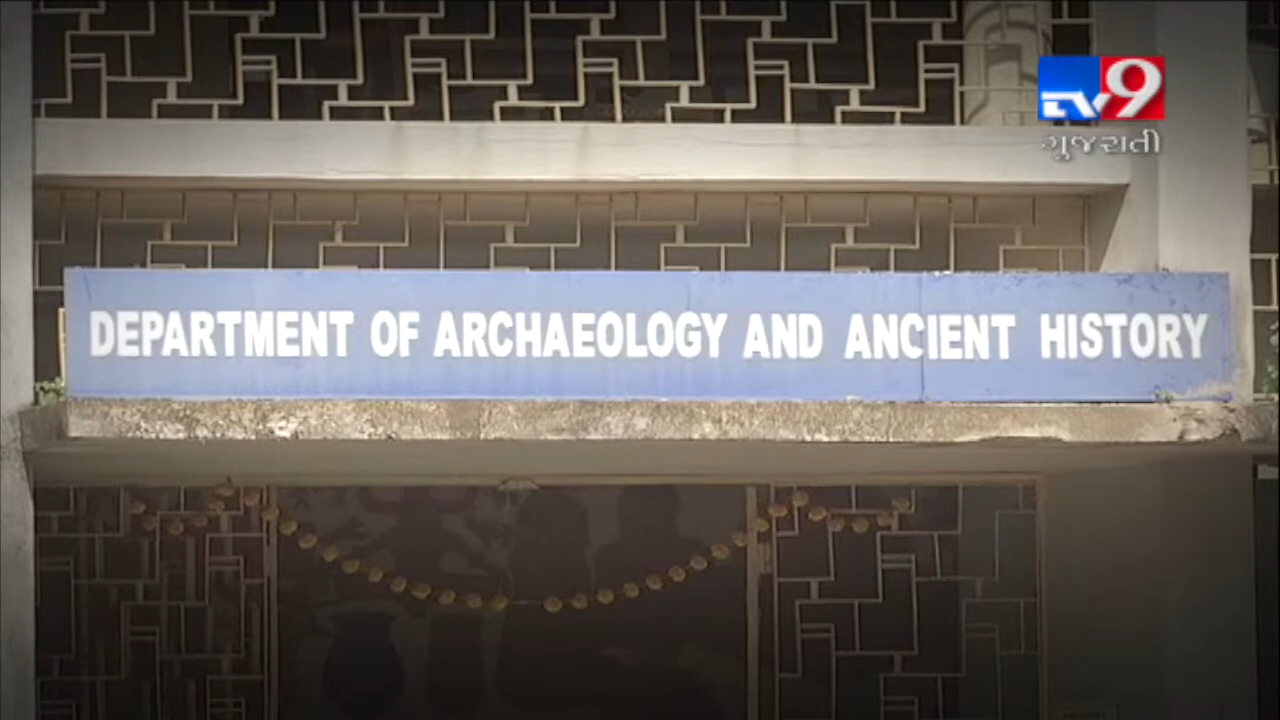 TV9
ગુજરાતી
DEPARTMENT OF ARCHAEOLOGY AND ANCIENT HISTORY